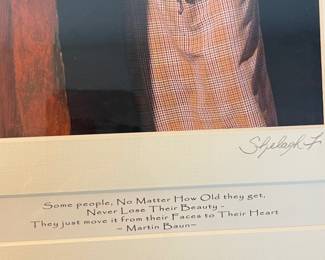 Shelagh F
Some people, No Matter How Old they get,
Never Lose Their Beauty -
They just move it from their Faces to Their Heart
~ Martin Baun~